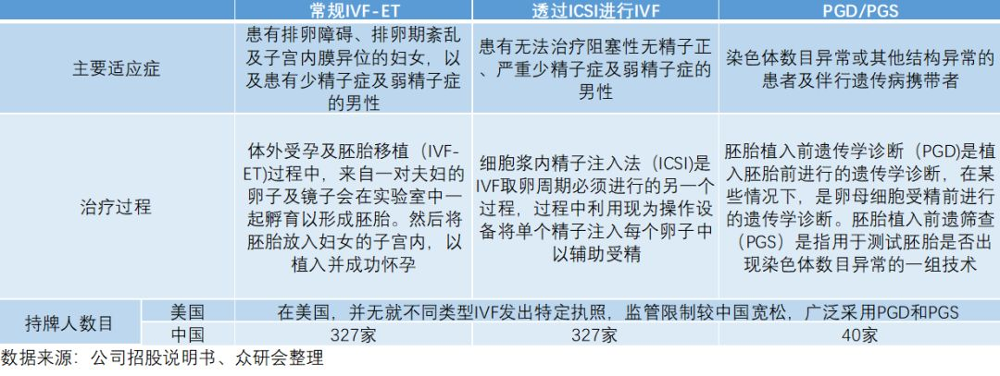 常规IVF-ET
透过ICSI进行IVF
PGD/PGS
主要适应症
患有排卵障碍、排卵期紊乱
及子宫内膜异位的妇女，以
及患有少精子症及弱精子症
的男性
患有无法治疗阻塞性无精子正
、严重少精子症及弱精子症的
男性
染色体数目异常或其他结构异常的
患者及伴行遗传病携带者
治疗过程
体外受孕及胚胎移植（IVF-
ET)过程中，来自一对夫妇的
卵子及镜子会在实验室中一
起孵育以形成胚胎。然后将
胚胎放入妇女的子宫内，以
植入并成功怀孕
细胞浆内精子注入法（ICSI)是
IVF取卵周期必须进行的另一个
过程，过程中利用现为操作设
备将单个精子注入每个卵子中
以辅助受精
胚胎植入前遗传学诊断（PGD)是植
入胚胎前进行的遗传学诊断，在某
些情况下，是卵母细胞受精前进行
的遗传学诊断。胚胎植入前遗筛查
（PGS）是指用于测试胚胎是否出
现染色体数目异常的一组技术
持牌人数目
美国
在美国，并无就不同类型IVF发出特定执照，监管限制较中国宽松，广泛采用PGD和PGS
中国
327家
327家
40家
数据来源：公司招股说明书、众研会整理